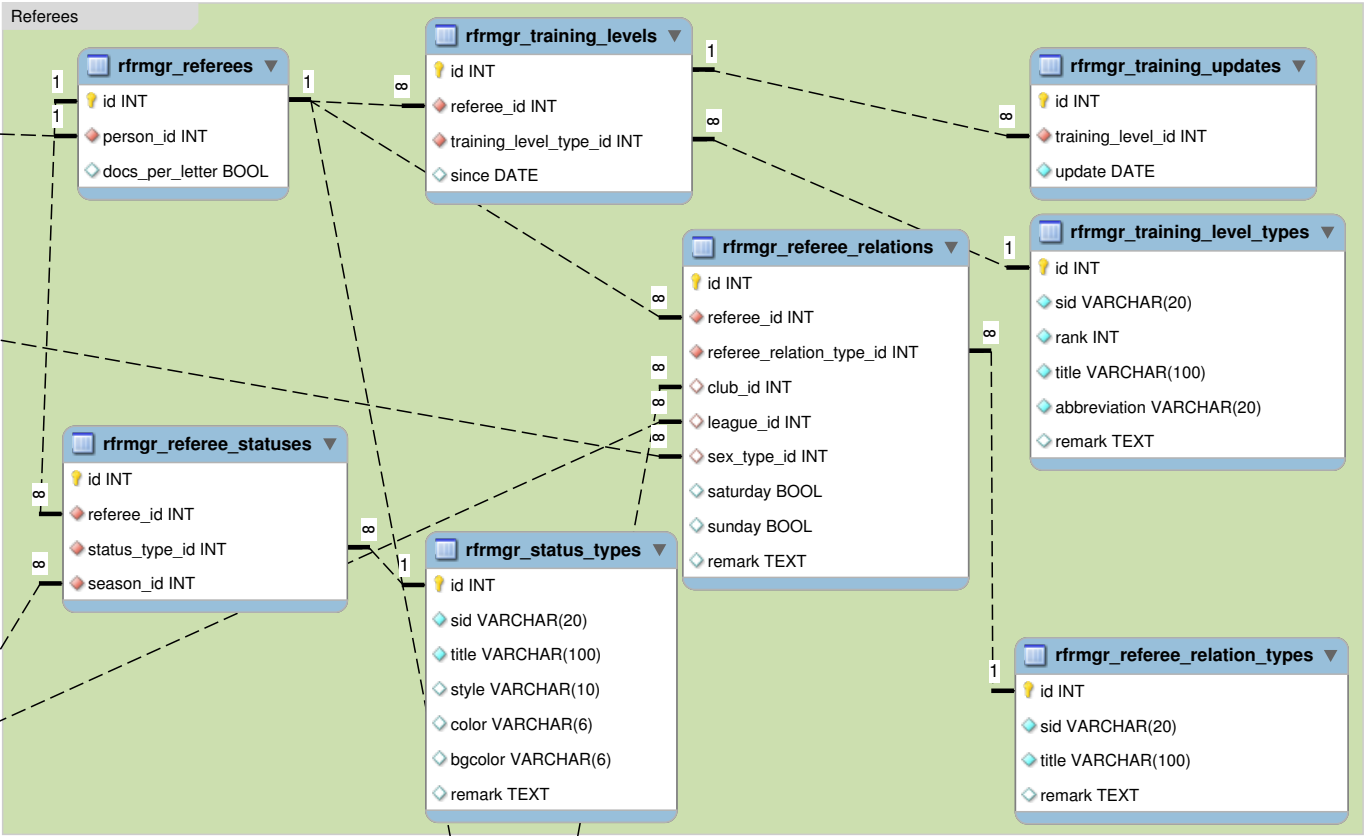 Referees
rfrmgr_referees
id INT
person_id INT
docs_per_letter BOOL
rfrmgr_training_levels
id INT
referee_id INT
training_level_type_id INT
since DATE
rfrmgr_training_updates
id INT
training_level_id INT
update DATE
rfrmgr_training_level_types
id INT
sid VARCHAR(20)
rank INT
title VARCHAR(100)
abbreviation VARCHAR(20)
remark TEXT
rfrmgr_referee_relations
id INT
referee_id INT
referee_relation_type_id INT
club_id INT
league_id INT
sex_type_id INT
saturday BOOL
sunday BOOL
remark TEXT
rfrmgr_referee_statuses
id INT
referee_id INT
status_type_id INT
season_id INT
rfrmgr_status_types
id INT
sid VARCHAR(20)
title VARCHAR(100)
style VARCHAR(10)
color VARCHAR(6)
bgcolor VARCHAR(6)
remark TEXT
rfrmgr_referee_relation_types
id INT
sid VARCHAR(20)
title VARCHAR(100)
remark TEXT
1
1
1
∞
1
∞
∞
1
∞
∞
∞
∞
∞
1
∞
∞
∞
1